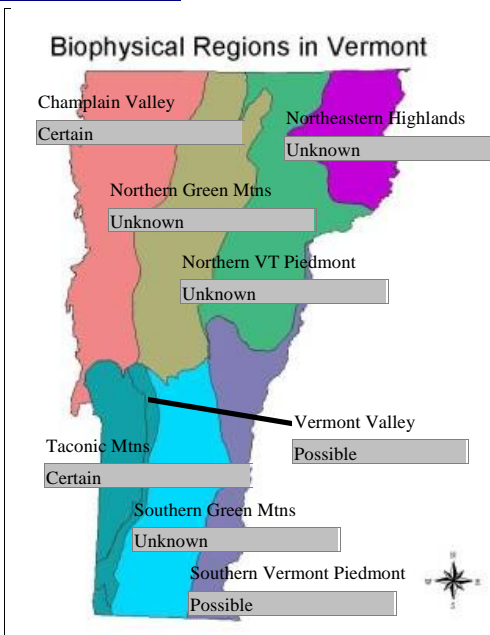 Biophysical Regions in Vermont
Champlain Valley
Certain
Northeastern Highlands
Unknown
Northern Green Mtns
Unknown
Northern VT Piedmont
Unknown
Vermont Valley
Possible
Taconic Mtns
Certain
Southern Green Mtns
Unknown
Southern Vermont Piedmont
Possible
N
W E
S